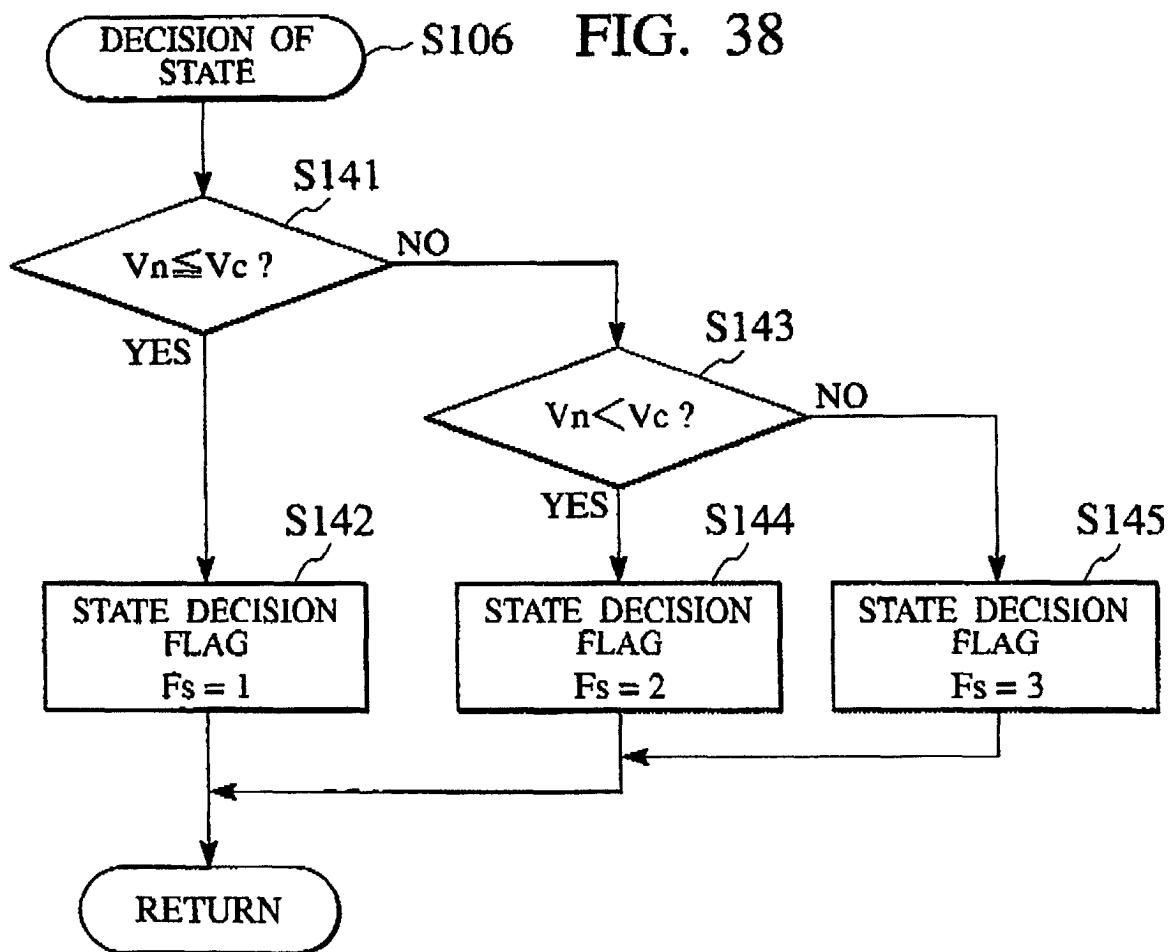 FIG. 38
DECISION OF
STATE
S106
S141
Vn≦Vc ?
NO
YES
S143
Vn<Vc ?
NO
YES
S142
STATE DECISION
FLAG
Fs = 1
S144
STATE DECISION
FLAG
Fs = 2
S145
STATE DECISION
FLAG
Fs = 3
RETURN